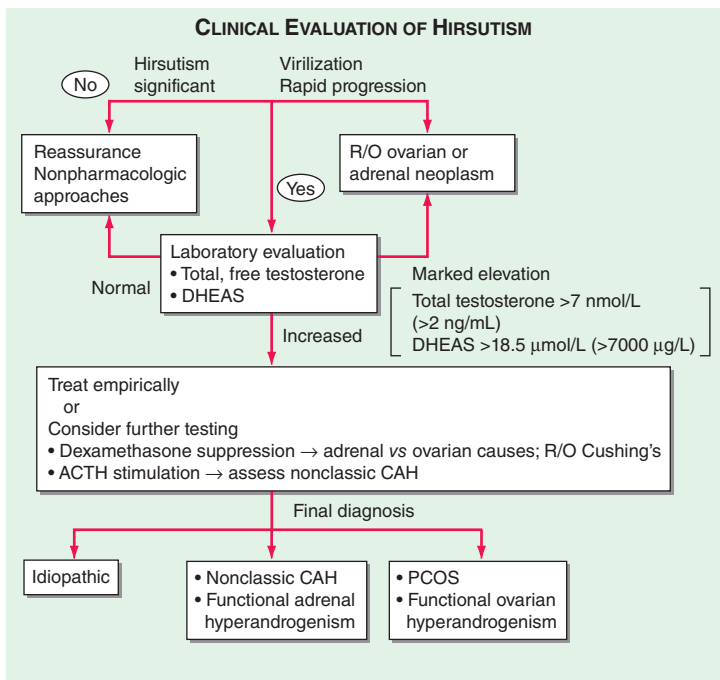 CLINICAL EVALUATION OF HIRSUTISM
No
Hirsutism
significant
Virilization
Rapid progression
Reassurance
Nonpharmacologic
approaches
R/O ovarian or
adrenal neoplasm
Yes
Laboratory evaluation
• Total, free testosterone
• DHEAS
Normal
Marked elevation
Total testosterone >7 nmol/L
(>2 ng/mL)
DHEAS >18.5 μmol/L (>7000 μg/L)
Increased
Treat empirically
or
Consider further testing
• Dexamethasone suppression → adrenal vs ovarian causes; R/O Cushing's
• ACTH stimulation → assess nonclassic CAH
Final diagnosis
Idiopathic
• Nonclassic CAH
• Functional adrenal
hyperandrogenism
• PCOS
• Functional ovarian
hyperandrogenism